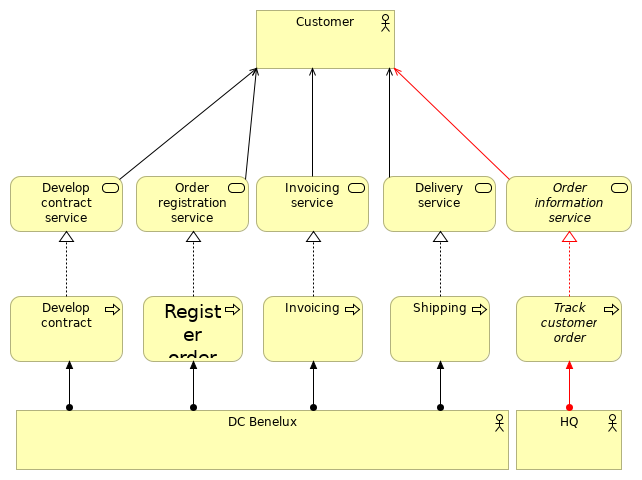 Customer
Develop
contract
service
Order
registration
service
Invoicing
service
Delivery
service
Order
information
service
Develop
contract
Regist
er
order
Invoicing
Shipping
Track
customer
order
DC Benelux
HQ